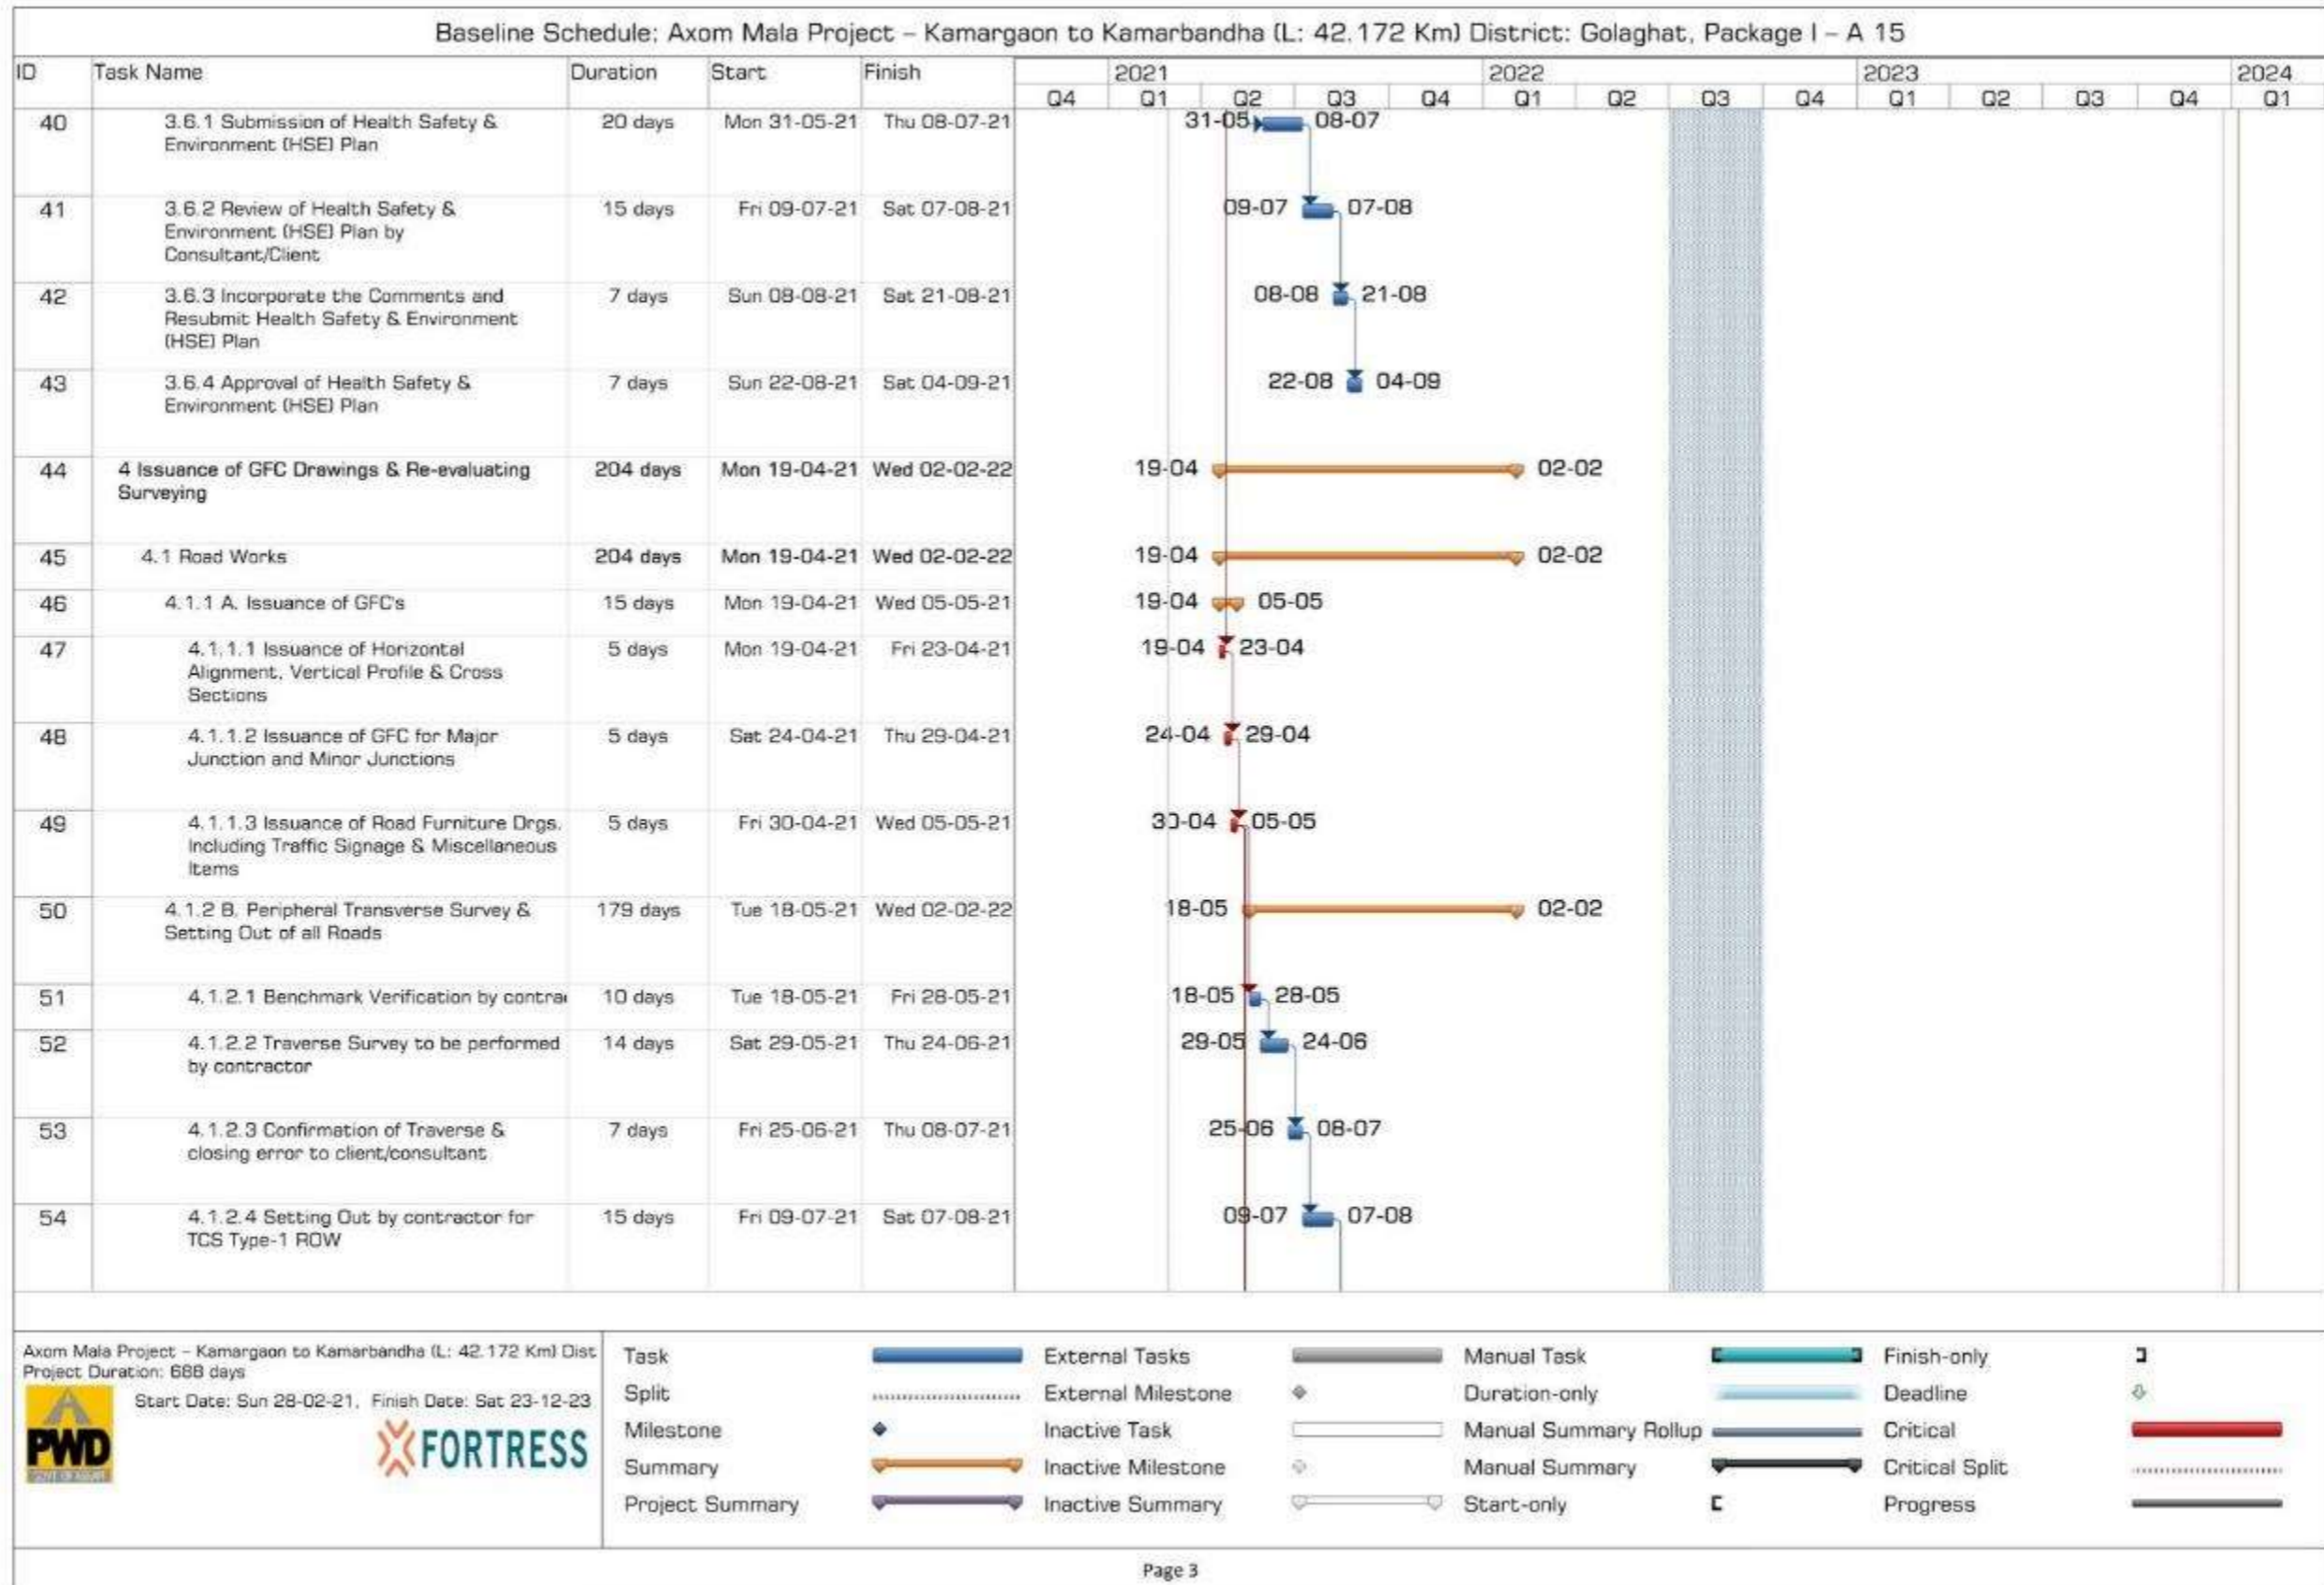 Baseline Schedule: Axom Mala Project – Kamargaon to Kamarbandha (L: 42.172 Km) District: Golaghat, Package I – A 15
ID Task Name Duration Start Finish
2021 2022 2023 2024
Q4 Q1 Q2 Q3 Q4 Q1 Q2 Q3 Q4 Q1 Q2 Q3 Q4 Q1
40 3.6.1 Submission of Health Safety & 20 days Mon 31-05-21 Thu 08-07-21 31-05 08-07
Environment (HSE) Plan
41 3.6.2 Review of Health Safety & 15 days Fri 09-07-21 Sat 07-08-21 09-07 07-08
Environment (HSE) Plan by
Consultant/Client
42 3.6.3 Incorporate the Comments and 7 days Sun 08-08-21 Sat 21-08-21 08-08 21-08
Resubmit Health Safety & Environment
(HSE) Plan
43 3.6.4 Approval of Health Safety & 7 days Sun 22-08-21 Sat 04-09-21 22-08 04-09
Environment (HSE) Plan
44 4 Issuance of GFC Drawings & Re-evaluating 204 days Mon 19-04-21 Wed 02-02-22 19-04 02-02
Surveying
45 4.1 Road Works 204 days Mon 19-04-21 Wed 02-02-22 19-04 02-02
46 4.1.1 A. Issuance of GFC's 15 days Mon 19-04-21 Wed 05-05-21 19-04 05-05
47 4.1.1.1 Issuance of Horizontal 5 days Mon 19-04-21 Fri 23-04-21 19-04 23-04
Alignment, Vertical Profile & Cross
Sections
48 4.1.1.2 Issuance of GFC for Major 5 days Sat 24-04-21 Thu 29-04-21 24-04 29-04
Junction and Minor Junctions
49 4.1.1.3 Issuance of Road Furniture Drgs. 5 days Fri 30-04-21 Wed 05-05-21 30-04 05-05
Including Traffic Signage & Miscellaneous
Items
50 4.1.2 B. Peripheral Transverse Survey & 179 days Tue 18-05-21 Wed 02-02-22 18-05 02-02
Setting Out of all Roads
51 4.1.2.1 Benchmark Verification by contra 10 days Tue 18-05-21 Fri 28-05-21 18-05 28-05
52 4.1.2.2 Traverse Survey to be performed 14 days Sat 29-05-21 Thu 24-06-21 29-05 24-06
by contractor
53 4.1.2.3 Confirmation of Traverse & 7 days Fri 25-06-21 Thu 08-07-21 25-06 08-07
closing error to client/consultant
54 4.1.2.4 Setting Out by contractor for 15 days Fri 09-07-21 Sat 07-08-21 09-07 07-08
TCS Type-1 ROW
Axom Mala Project – Kamargaon to Kamarbandha (L: 42.172 Km) Dist
Project Duration: 688 days
Start Date: Sun 28-02-21, Finish Date: Sat 23-12-23
PWD
FORTRESS
Task External Tasks Manual Task Finish-only
Split External Milestone Duration-only Deadline
Milestone Inactive Task Manual Summary Rollup Critical
Summary Inactive Milestone Manual Summary Critical Split
Project Summary Inactive Summary Start-only Progress
Page 3